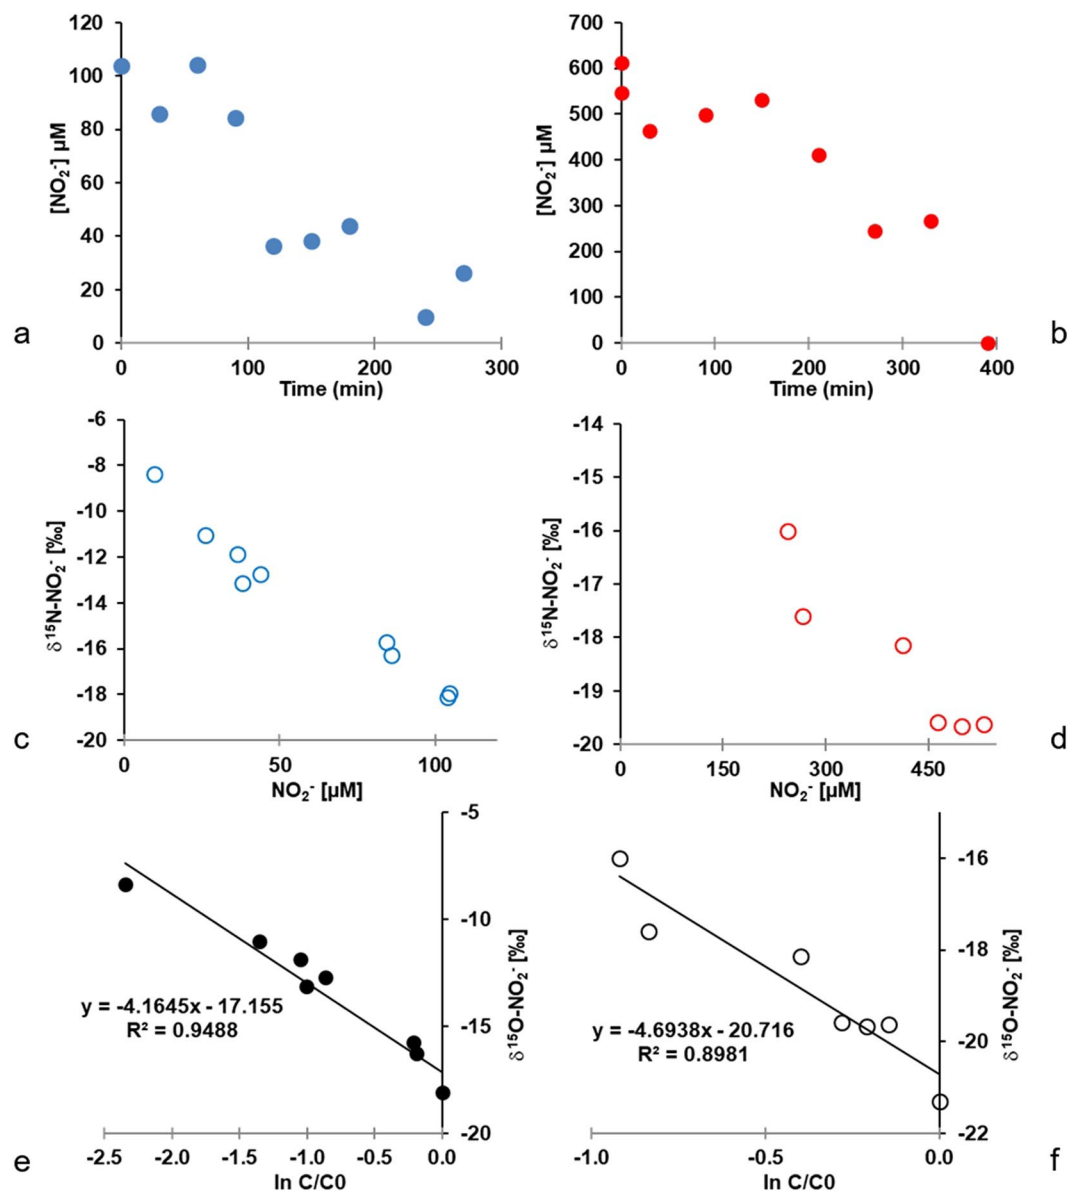 120
100
80
60
40
20
0
[NO₂⁻] µM
0 100 200 300
Time (min)
a
700
600
500
400
300
200
100
0
[NO₂⁻] µM
0 100 200 300 400
Time (min)
b
-6
-8
-10
-12
-14
-16
-18
-20
δ¹⁵N-NO₂⁻ [‰]
0 50 100
NO₂⁻ [µM]
c
-14
-15
-16
-17
-18
-19
-20
δ¹⁵N-NO₂⁻ [‰]
0 150 300 450
NO₂⁻ [µM]
d
-5
-10
-15
-20
δ¹⁵O-NO₂⁻ [‰]
y = -4.1645x - 17.155
R² = 0.9488
-2.5 -2.0 -1.5 -1.0 -0.5 0.0
ln C/C0
e
-16
-18
-20
-22
δ¹⁵O-NO₂⁻ [‰]
y = -4.6938x - 20.716
R² = 0.8981
-1.0 -0.5 0.0
ln C/C0
f